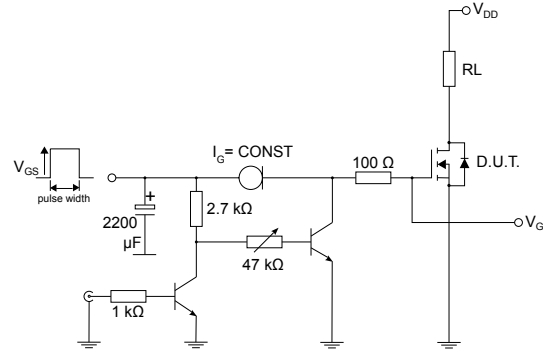 V_DD
RL
I_G= CONST
100 Ω
D.U.T.
V_GS
pulse width
+
2200
μF
2.7 kΩ
47 kΩ
V_G
1 kΩ